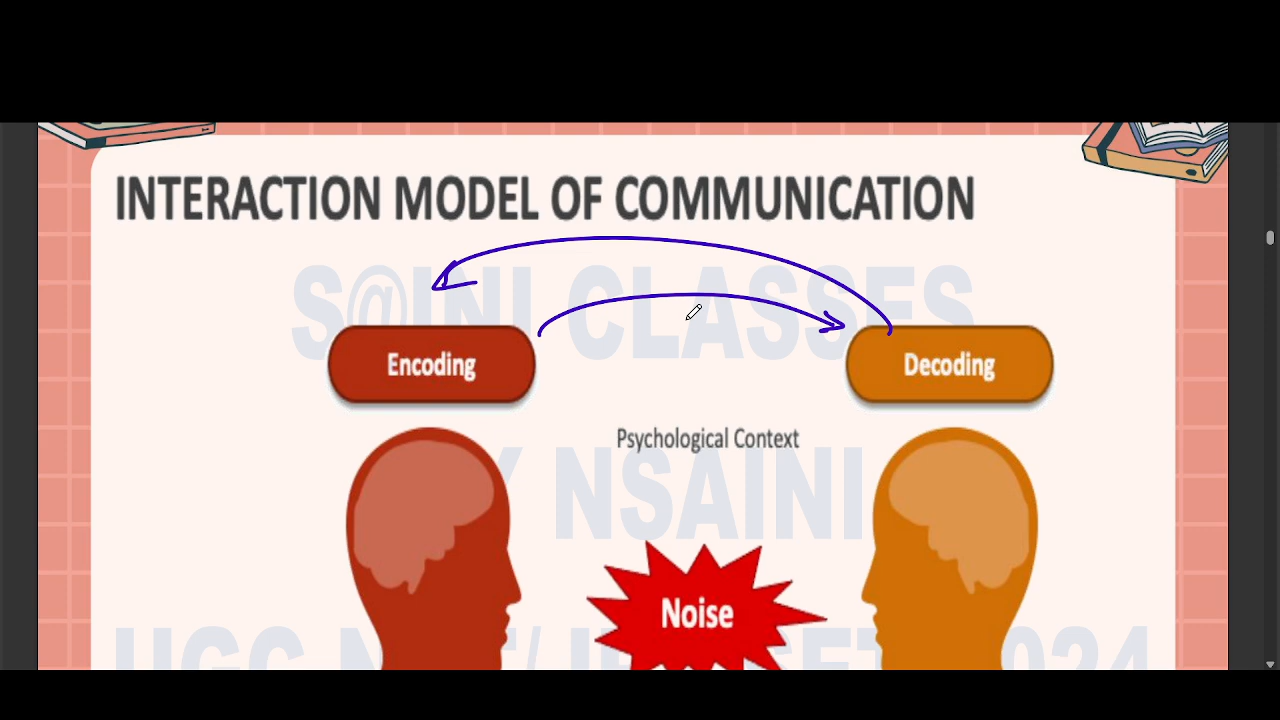 INTERACTION MODEL OF COMMUNICATION
S@INI CLASSES
Encoding
Decoding
Psychological Context
NSAINI
Noise